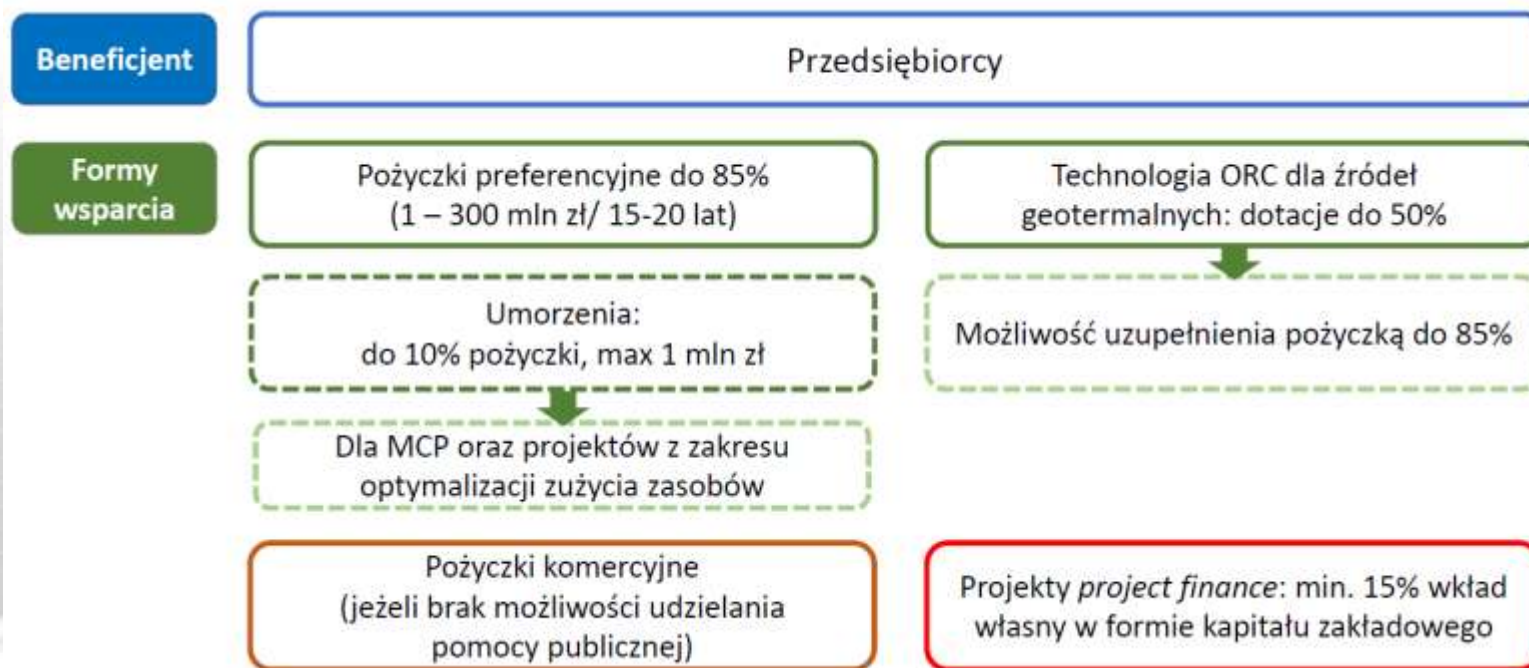 Beneficjent
Przedsiębiorcy
Formy
wsparcia
Pożyczki preferencyjne do 85%
(1 – 300 mln zł/ 15-20 lat)
Technologia ORC dla źródeł
geotermalnych: dotacje do 50%
Umorzenia:
do 10% pożyczki, max 1 mln zł
Możliwość uzupełnienia pożyczką do 85%
Dla MCP oraz projektów z zakresu
optymalizacji zużycia zasobów
Pożyczki komercyjne
(jeżeli brak możliwości udzielania
pomocy publicznej)
Projekty project finance: min. 15% wkład
własny w formie kapitału zakładowego